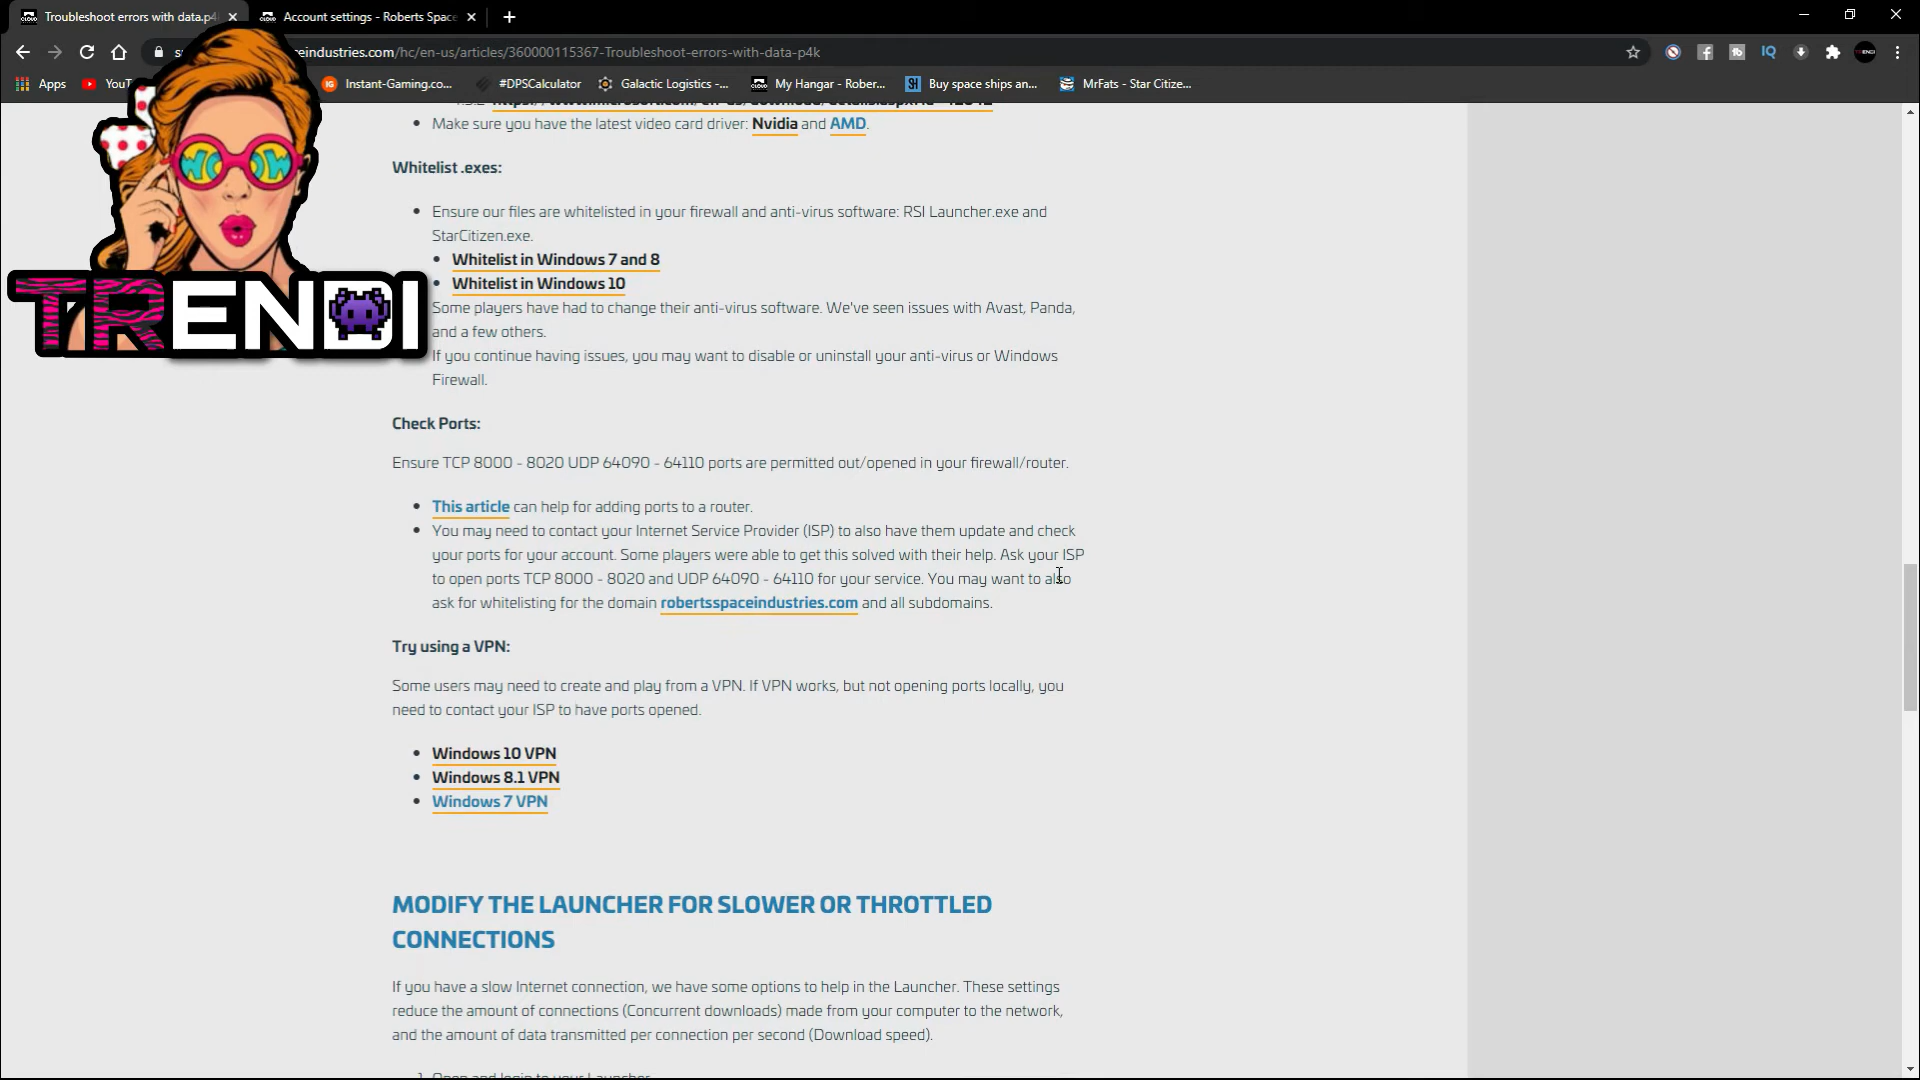 Troubleshoot errors with data.p4
Account settings - Roberts Space
eindustries.com/hc/en-us/articles/360000115367-Troubleshoot-errors-with-data-p4k
Apps YouT Instant-Gaming.co... #DPSCalculator Galactic Logistics -... My Hangar - Rober... Buy space ships an... MrFats - Star Citize...
Make sure you have the latest video card driver: Nvidia and AMD.
Whitelist .exes:
Ensure our files are whitelisted in your firewall and anti-virus software: RSI Launcher.exe and
StarCitizen.exe.
Whitelist in Windows 7 and 8
Whitelist in Windows 10
Some players have had to change their anti-virus software. We've seen issues with Avast, Panda,
and a few others.
If you continue having issues, you may want to disable or uninstall your anti-virus or Windows
Firewall.
WOW
TRENDI
Check Ports:
Ensure TCP 8000 - 8020 UDP 64090 - 64110 ports are permitted out/opened in your firewall/router.
This article can help for adding ports to a router.
You may need to contact your Internet Service Provider (ISP) to also have them update and check
your ports for your account. Some players were able to get this solved with their help. Ask your ISP
to open ports TCP 8000 - 8020 and UDP 64090 - 64110 for your service. You may want to also
ask for whitelisting for the domain robertsspaceindustries.com and all subdomains.
Try using a VPN:
Some users may need to create and play from a VPN. If VPN works, but not opening ports locally, you
need to contact your ISP to have ports opened.
Windows 10 VPN
Windows 8.1 VPN
Windows 7 VPN
MODIFY THE LAUNCHER FOR SLOWER OR THROTTLED
CONNECTIONS
If you have a slow Internet connection, we have some options to help in the Launcher. These settings
reduce the amount of connections (Concurrent downloads) made from your computer to the network,
and the amount of data transmitted per connection per second (Download speed).
1. Open and login to your Launcher